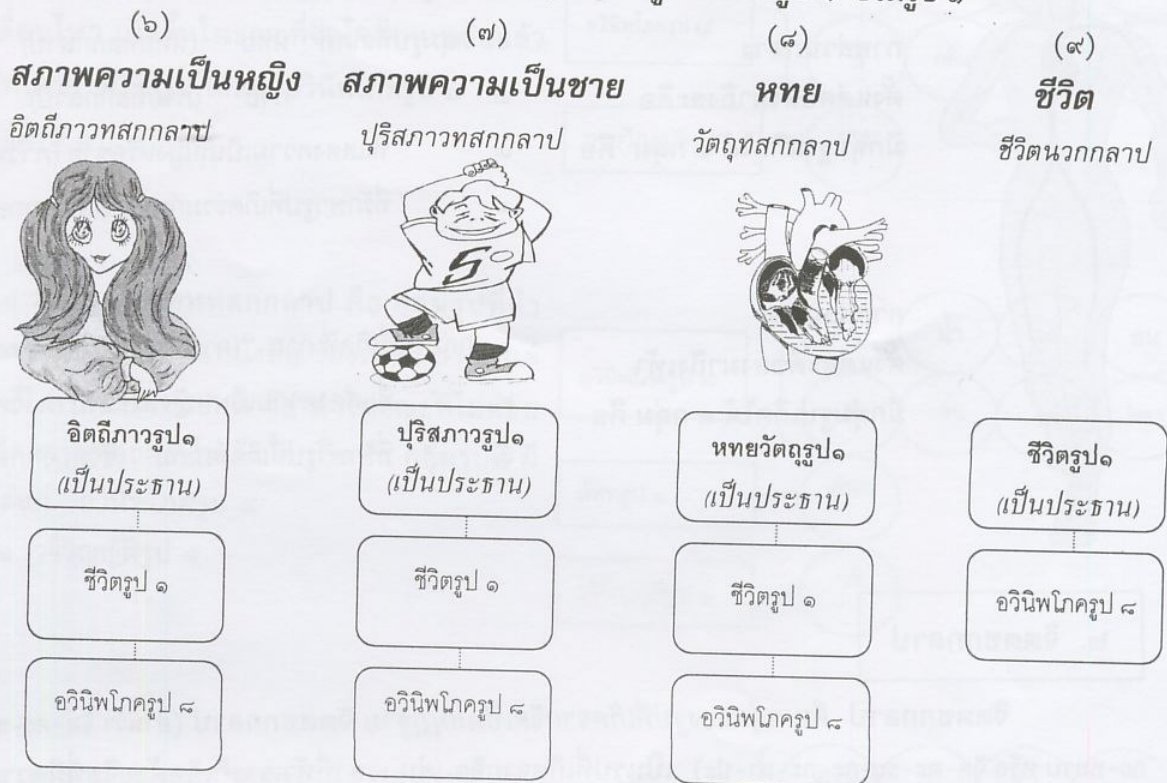 (๖) (๗) (๘) (๙)
สภาพความเป็นหญิง สภาพความเป็นชาย หทย ชีวิต
อิตถีภาวทสกกลาป ปุริสภาวทสกกลาป วัตถุทสกกลาป ชีวิตนวกกลาป
อิตถีภาวรูป๑ ปุริสภาวรูป๑ หทยวัตถุรูป๑ ชีวิตรูป๑
(เป็นประธาน) (เป็นประธาน) (เป็นประธาน) (เป็นประธาน)
ชีวิตรูป ๑ ชีวิตรูป ๑ ชีวิตรูป ๑ อวินิพโภครูป ๘
อวินิพโภครูป ๘ อวินิพโภครูป ๘ อวินิพโภครูป ๘